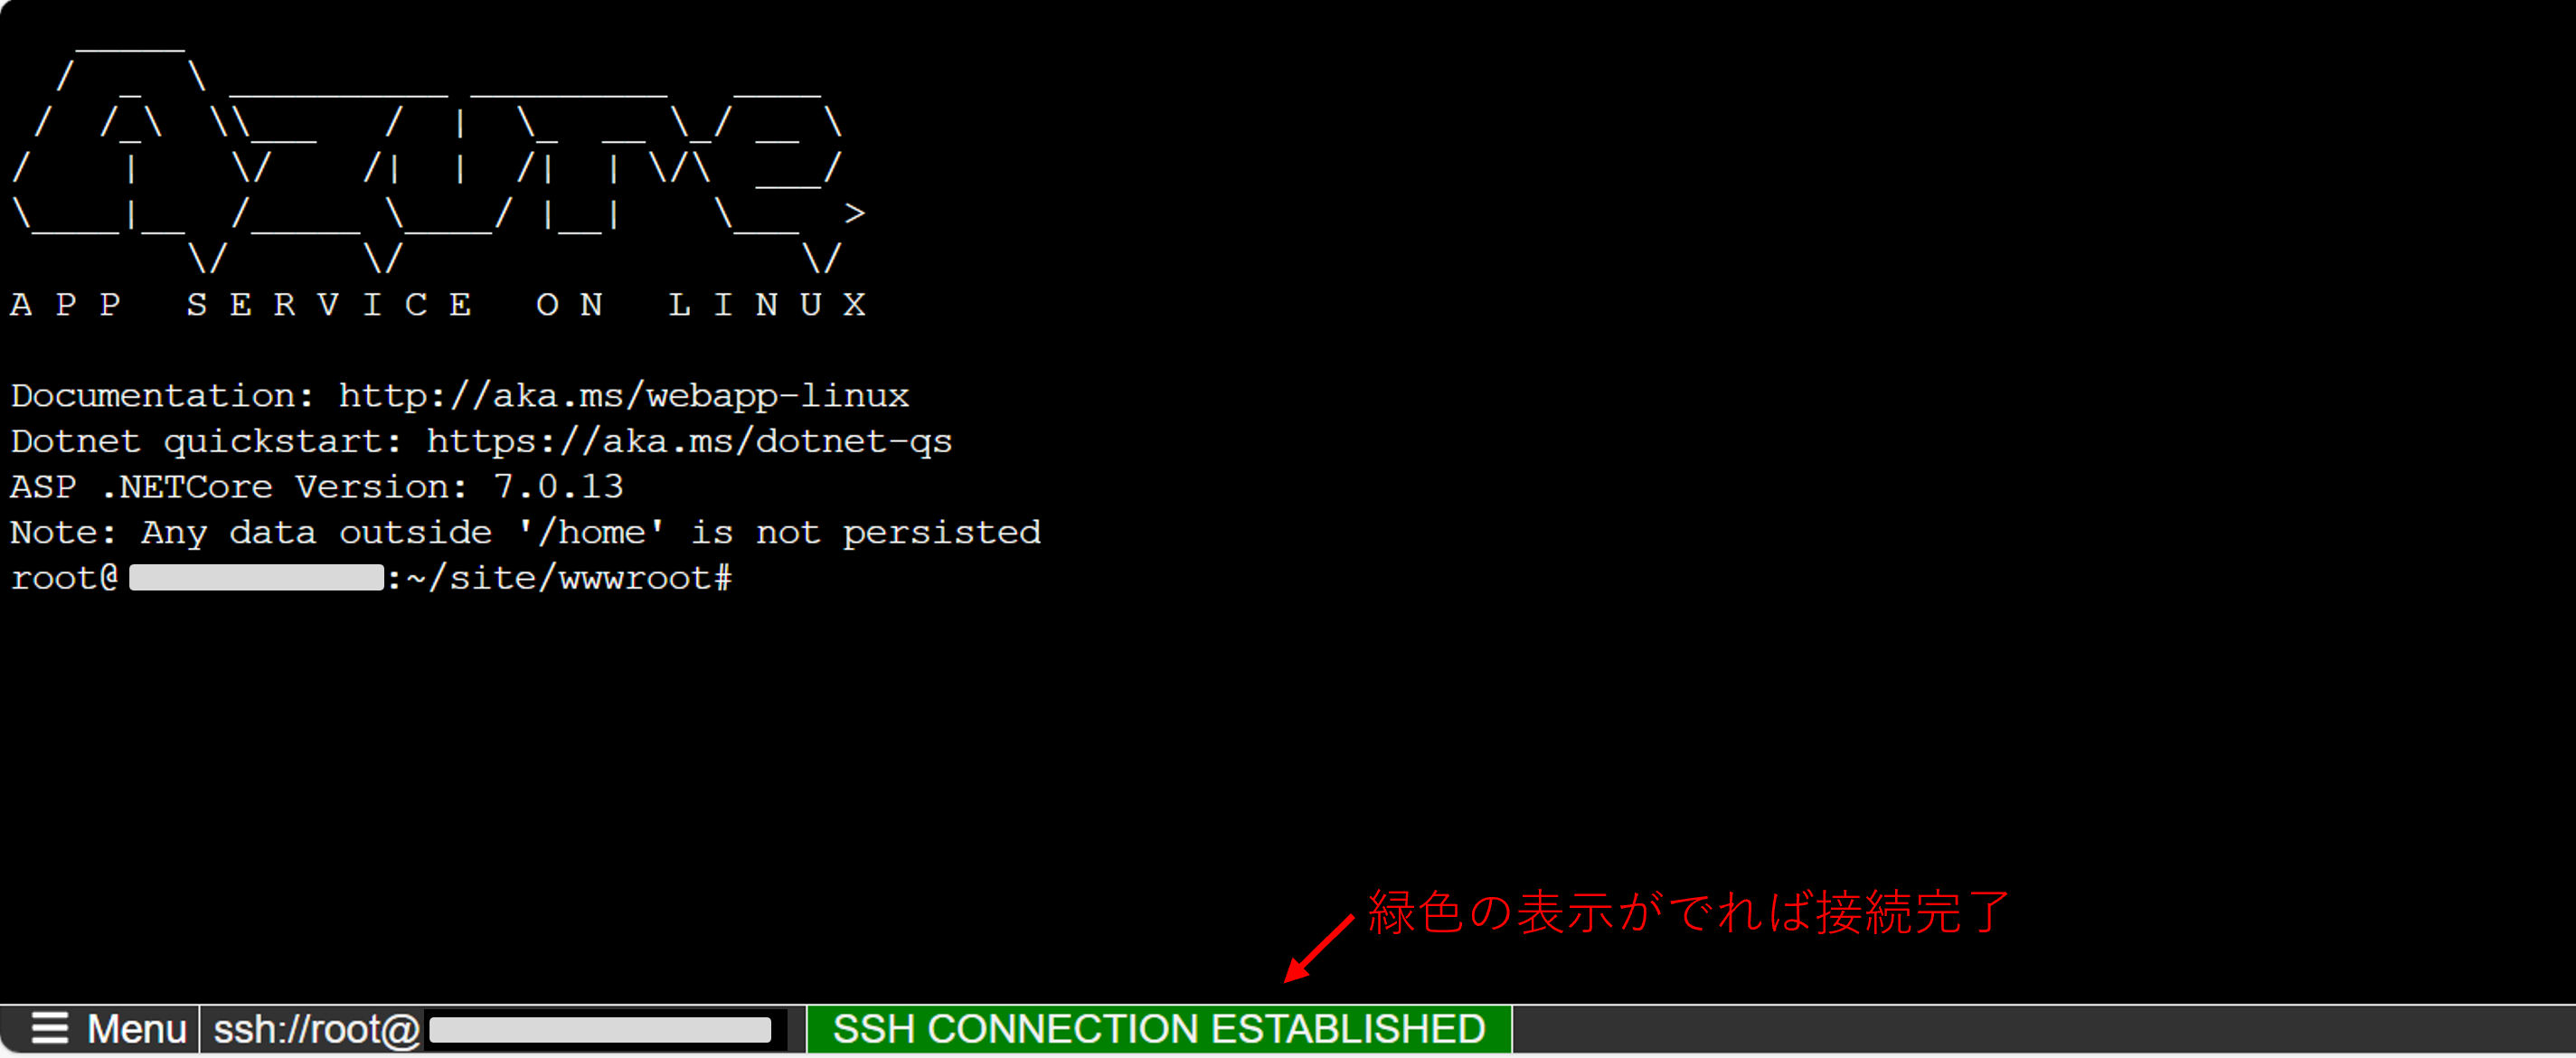 A P P   S E R V I C E   O N   L I N U X
Documentation: http://aka.ms/webapp-linux
Dotnet quickstart: https://aka.ms/dotnet-qs
ASP .NETCore Version: 7.0.13
Note: Any data outside '/home' is not persisted
root@ :~/site/wwwroot#
緑色の表示がでれば接続完了
Menu ssh://root@ SSH CONNECTION ESTABLISHED